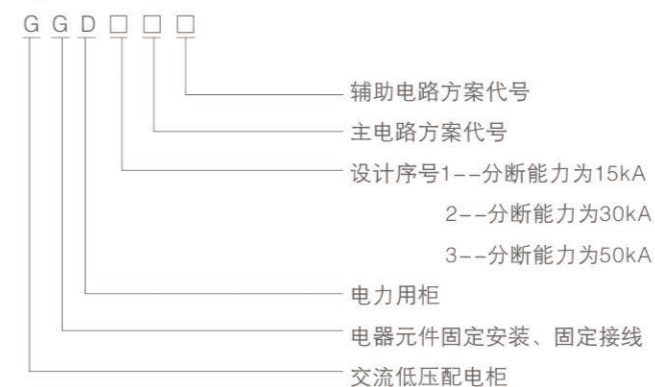 G G D □ □ □
辅助电路方案代号
主电路方案代号
设计序号1--分断能力为15kA
2--分断能力为30kA
3--分断能力为50kA
电力用柜
电器元件固定安装、固定接线
交流低压配电柜